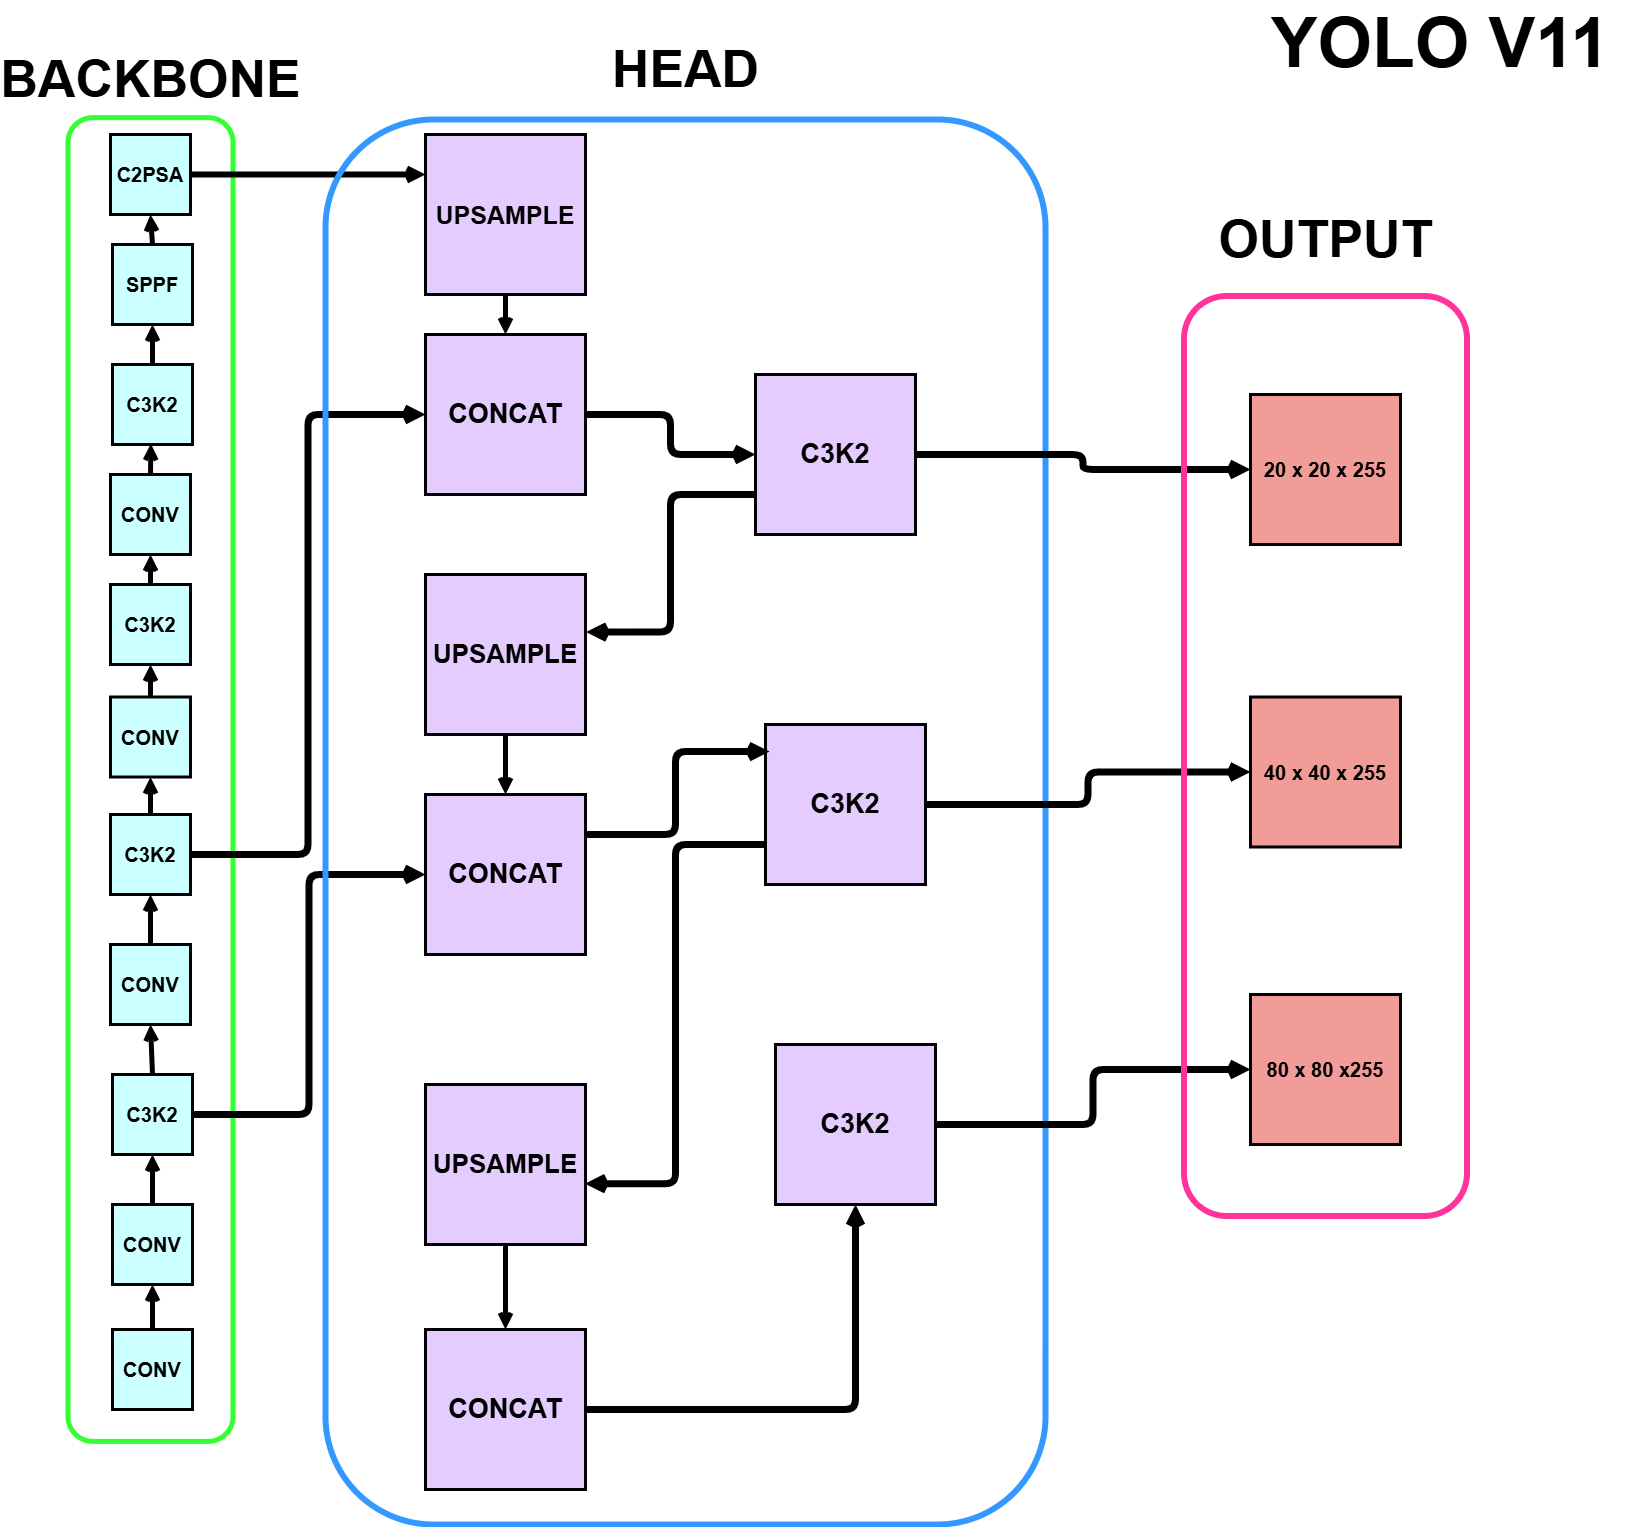 YOLO V11
BACKBONE
HEAD
OUTPUT
C2PSA
SPPF
C3K2
CONV
C3K2
CONV
C3K2
CONV
C3K2
CONV
CONV
UPSAMPLE
CONCAT
C3K2
UPSAMPLE
CONCAT
C3K2
UPSAMPLE
CONCAT
C3K2
20 x 20 x 255
40 x 40 x 255
80 x 80 x255